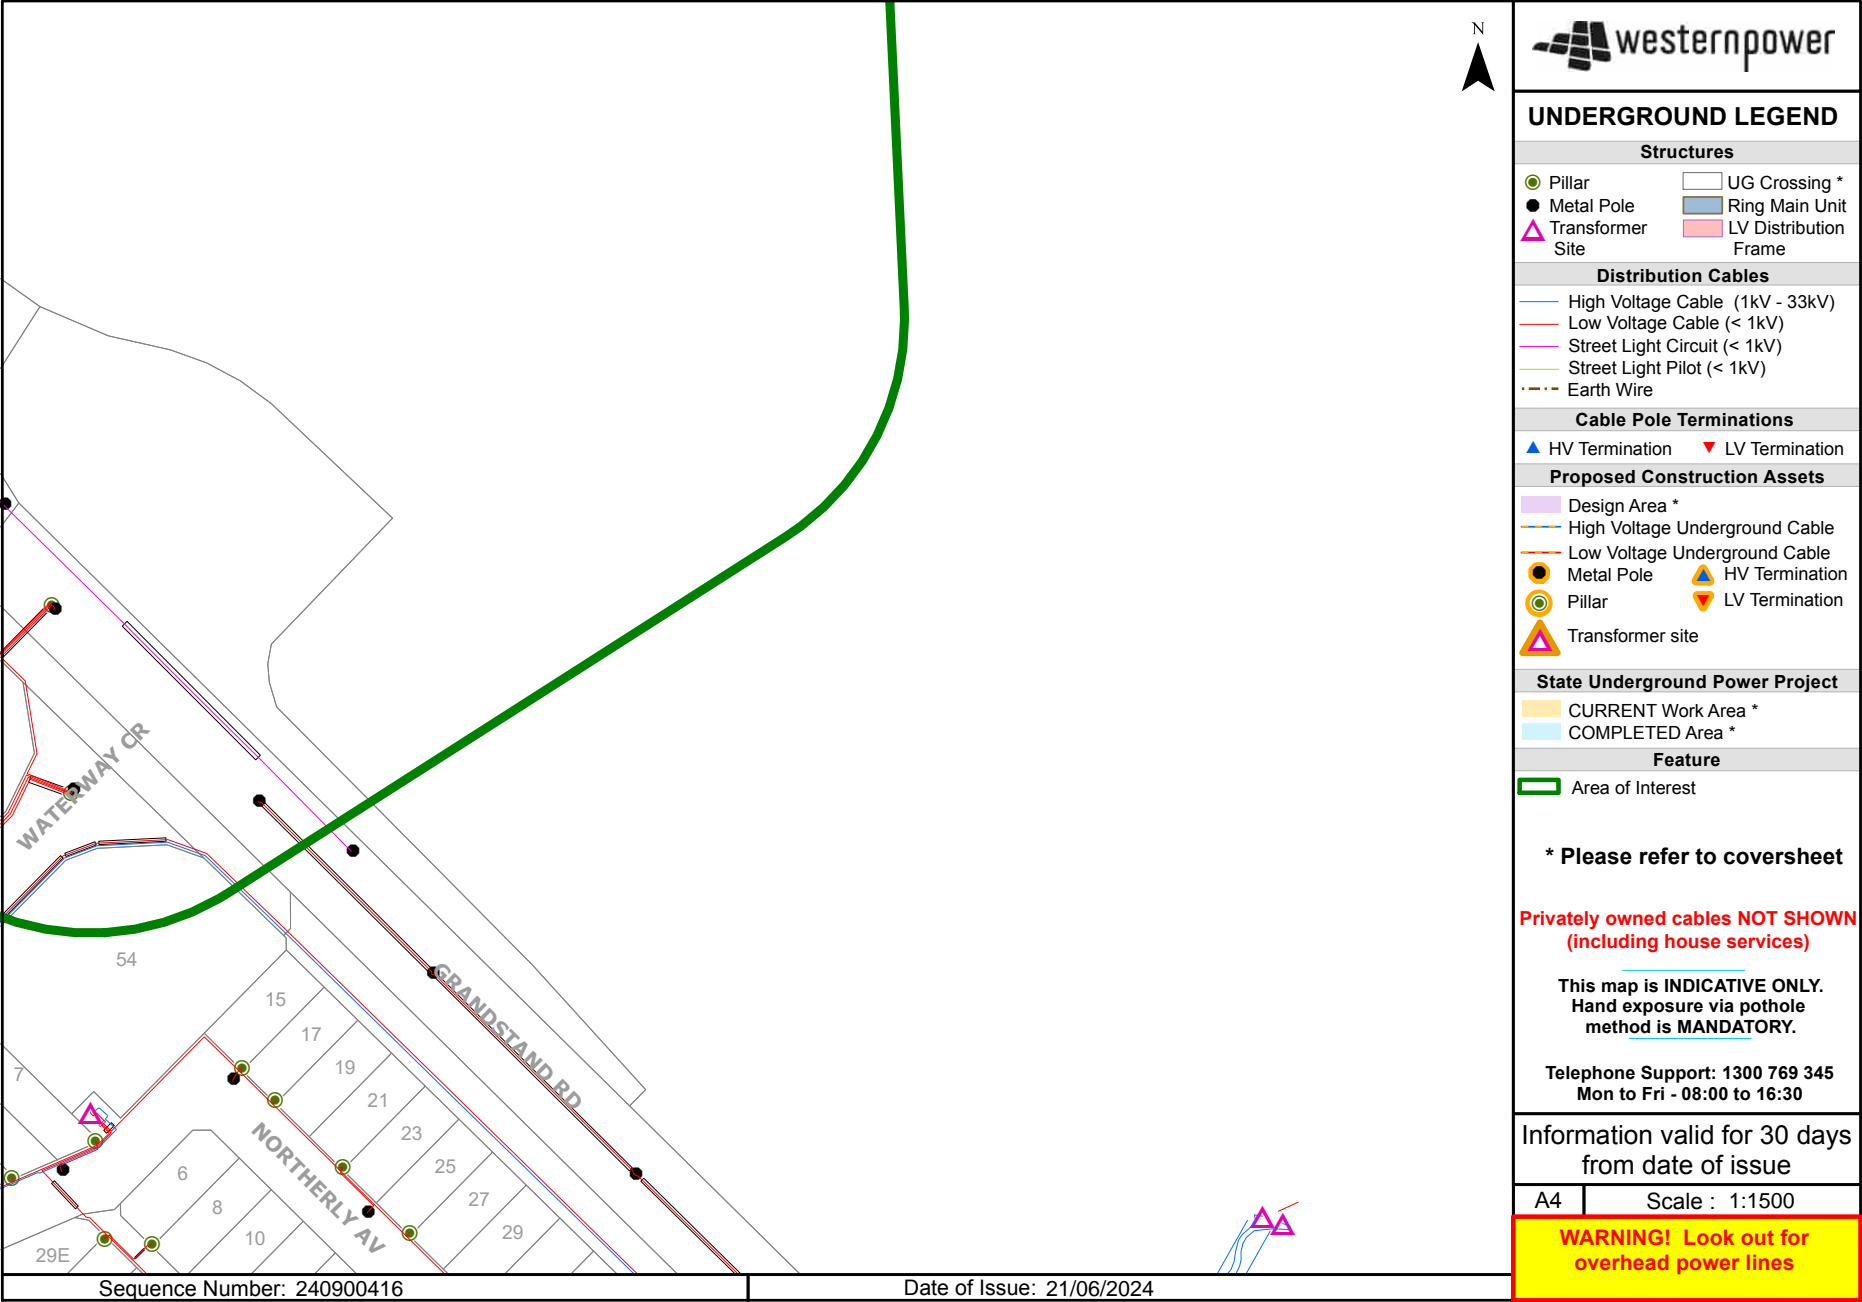 N
WATERWAY CR
54
15
17
19
21
23
25
27
29
7
6
8
10
29E
GRANDSTAND RD
NORTHERLY AV
Sequence Number: 240900416
Date of Issue: 21/06/2024
westernpower
UNDERGROUND LEGEND
Structures
Pillar
UG Crossing *
Metal Pole
Ring Main Unit
Transformer
Site
LV Distribution
Frame
Distribution Cables
High Voltage Cable (1kV - 33kV)
Low Voltage Cable (< 1kV)
Street Light Circuit (< 1kV)
Street Light Pilot (< 1kV)
Earth Wire
Cable Pole Terminations
HV Termination
LV Termination
Proposed Construction Assets
Design Area *
High Voltage Underground Cable
Low Voltage Underground Cable
Metal Pole
HV Termination
Pillar
LV Termination
Transformer site
State Underground Power Project
CURRENT Work Area *
COMPLETED Area *
Feature
Area of Interest
* Please refer to coversheet
Privately owned cables NOT SHOWN
(including house services)
This map is INDICATIVE ONLY.
Hand exposure via pothole
method is MANDATORY.
Telephone Support: 1300 769 345
Mon to Fri - 08:00 to 16:30
Information valid for 30 days
from date of issue
A4
Scale : 1:1500
WARNING! Look out for
overhead power lines